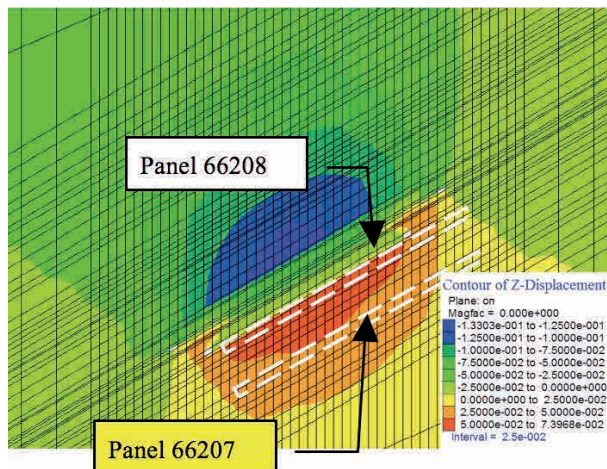 Panel 66208
Contour of Z-Displacement
Plane: on
Magfac = 0.000e+000
-1.3303e-001 to -1.2500e-001
-1.2500e-001 to -1.0000e-001
-1.0000e-001 to -7.5000e-002
-7.5000e-002 to -5.0000e-002
-5.0000e-002 to -2.5000e-002
-2.5000e-002 to 0.0000e+000
0.0000e+000 to 2.5000e-002
2.5000e-002 to 5.0000e-002
5.0000e-002 to 7.3968e-002
Interval = 2.5e-002
Panel 66207